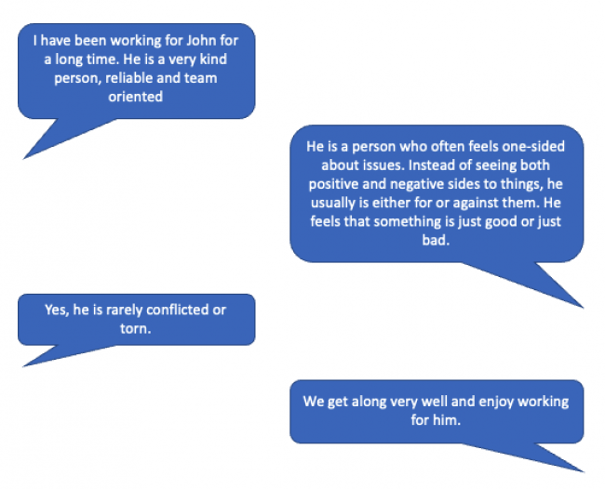 I have been working for John for
a long time. He is a very kind
person, reliable and team
oriented
He is a person who often feels one-sided
about issues. Instead of seeing both
positive and negative sides to things, he
usually is either for or against them. He
feels that something is just good or just
bad.
Yes, he is rarely conflicted or
torn.
We get along very well and enjoy working
for him.